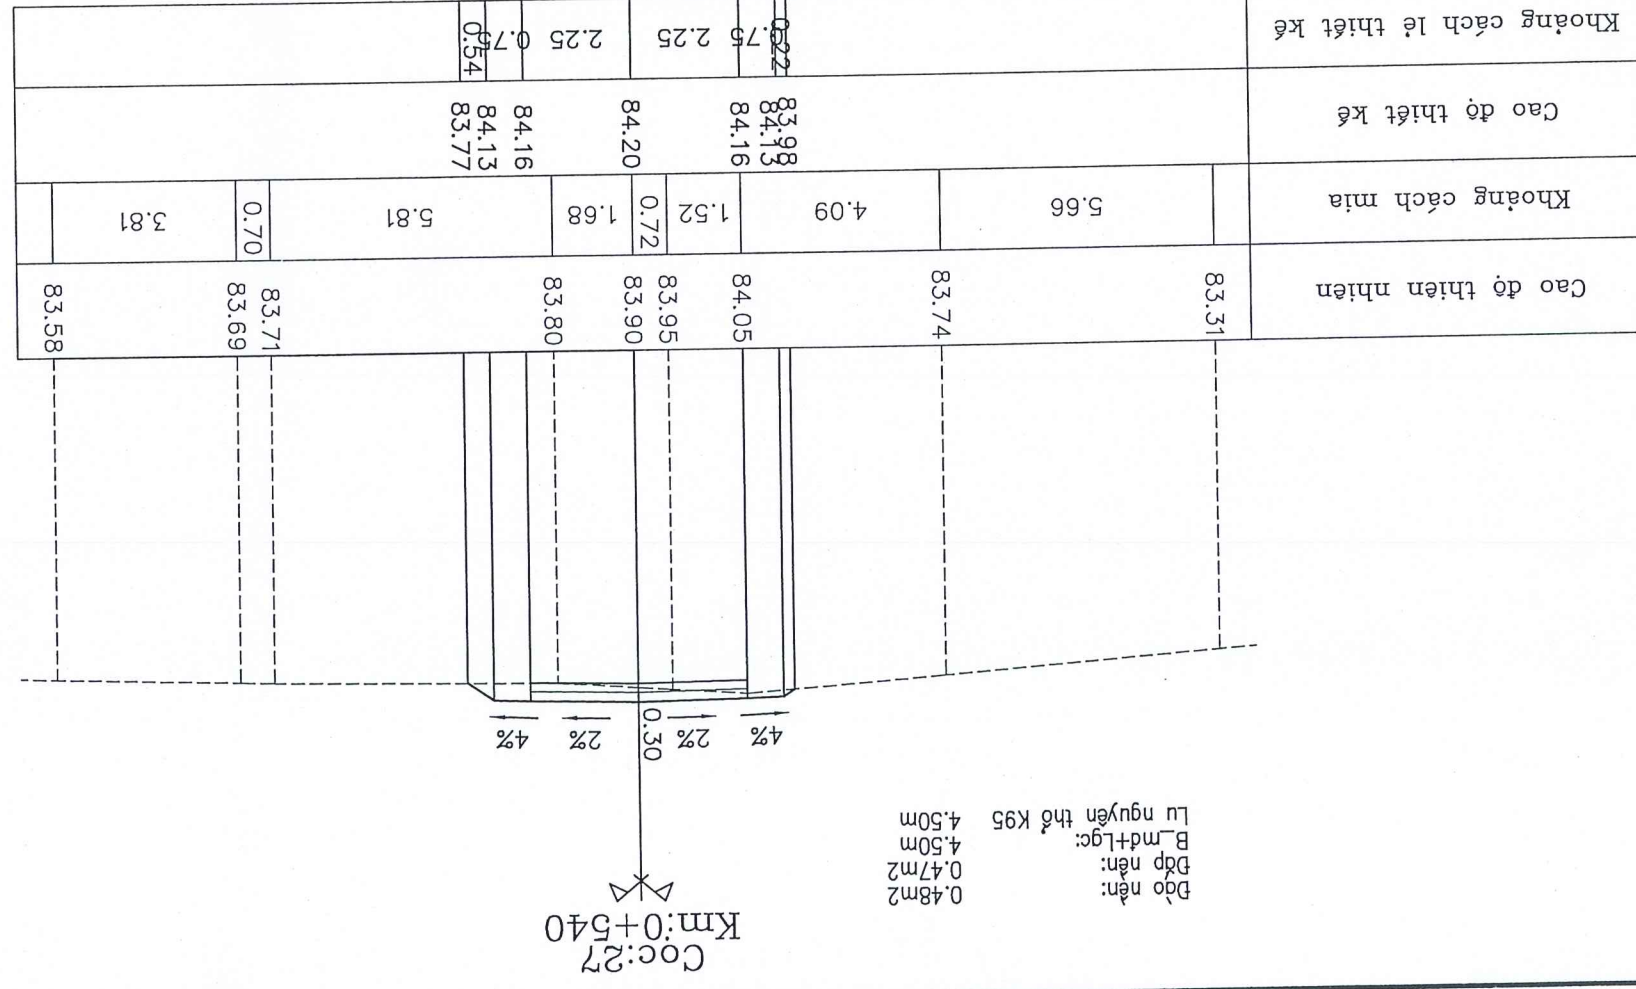 Cọc:27
Km:0+540
Đào nền: 0.48m2
Đắp nền: 0.47m2
B_mđ+Lgc: 4.50m
Lu nguyên thổ K95 4.50m
4% 2% 0.30 2% 4%
Cao độ thiên nhiên 83.31 83.74 84.05 83.95 83.90 83.80 83.71 83.69 83.58
Khoảng cách mia 5.66 4.09 1.52 0.72 1.68 5.81 0.70 3.81
Cao độ thiết kế 83.98 84.13 84.16 84.20 84.16 84.13 83.77
Khoảng cách lẻ thiết kế 0.22 0.75 2.25 2.25 0.75 0.54